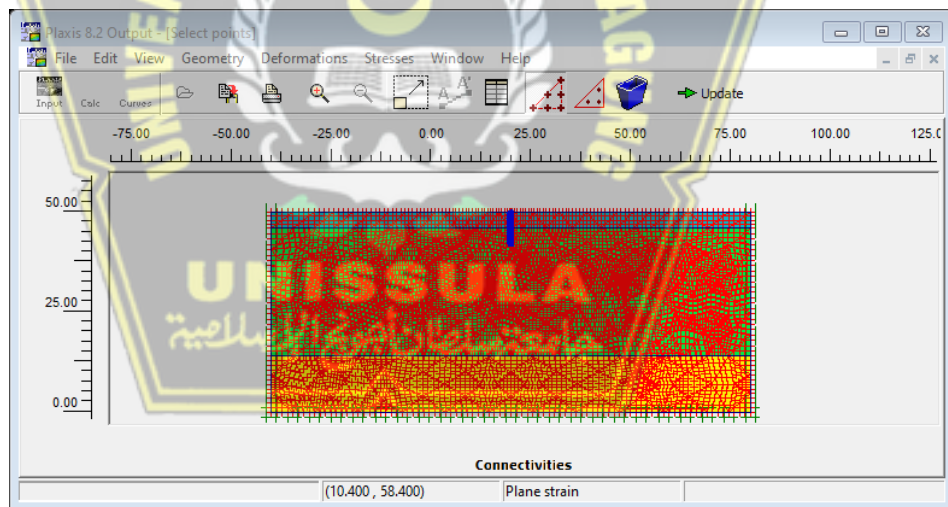 Plaxis 8.2 Output - [Select points]
File Edit View Geometry Deformations Stresses Window Help
Input Calc Curves Update
-75.00 -50.00 -25.00 0.00 25.00 50.00 75.00 100.00 125.0
50.00
25.00
0.00
UNISSULA
Connectivities
(10.400 , 58.400) Plane strain